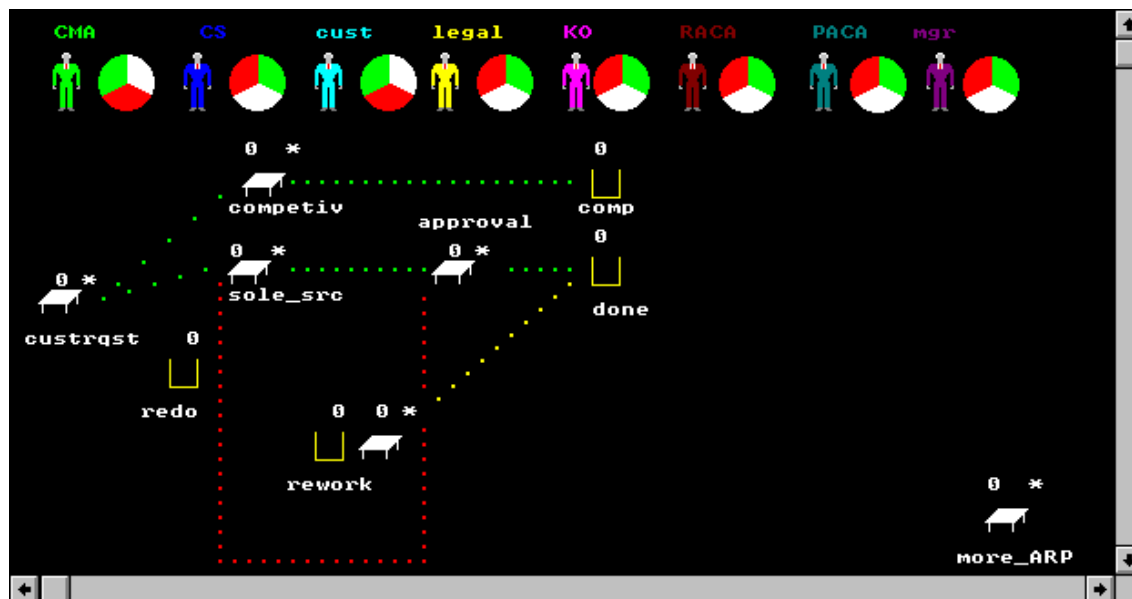 CMA CS cust legal KO RACA PACA mgr
0 * 0
competiv comp
approval
0 * 0 * 0
sole_src
0 *
done
custrqst 0
redo 0 0 *
rework
0 *
more_ARP